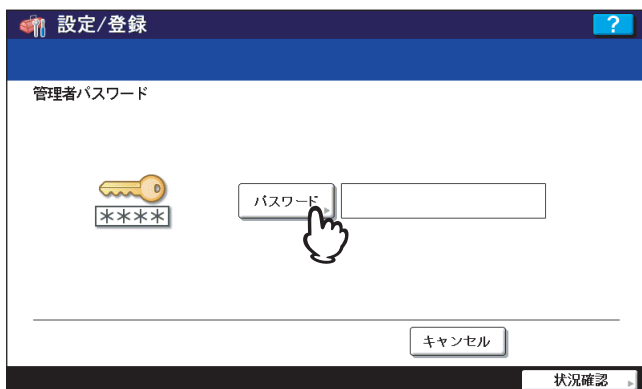 設定/登録
?
管理者パスワード
パスワード
****
キャンセル
状況確認